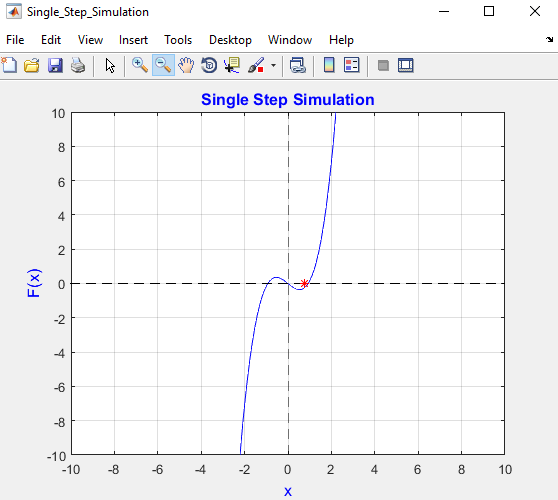 Single_Step_Simulation
File Edit View Insert Tools Desktop Window Help
Single Step Simulation
10
8
6
4
2
0
-2
-4
-6
-8
-10
F(x)
-10 -8 -6 -4 -2 0 2 4 6 8 10
x